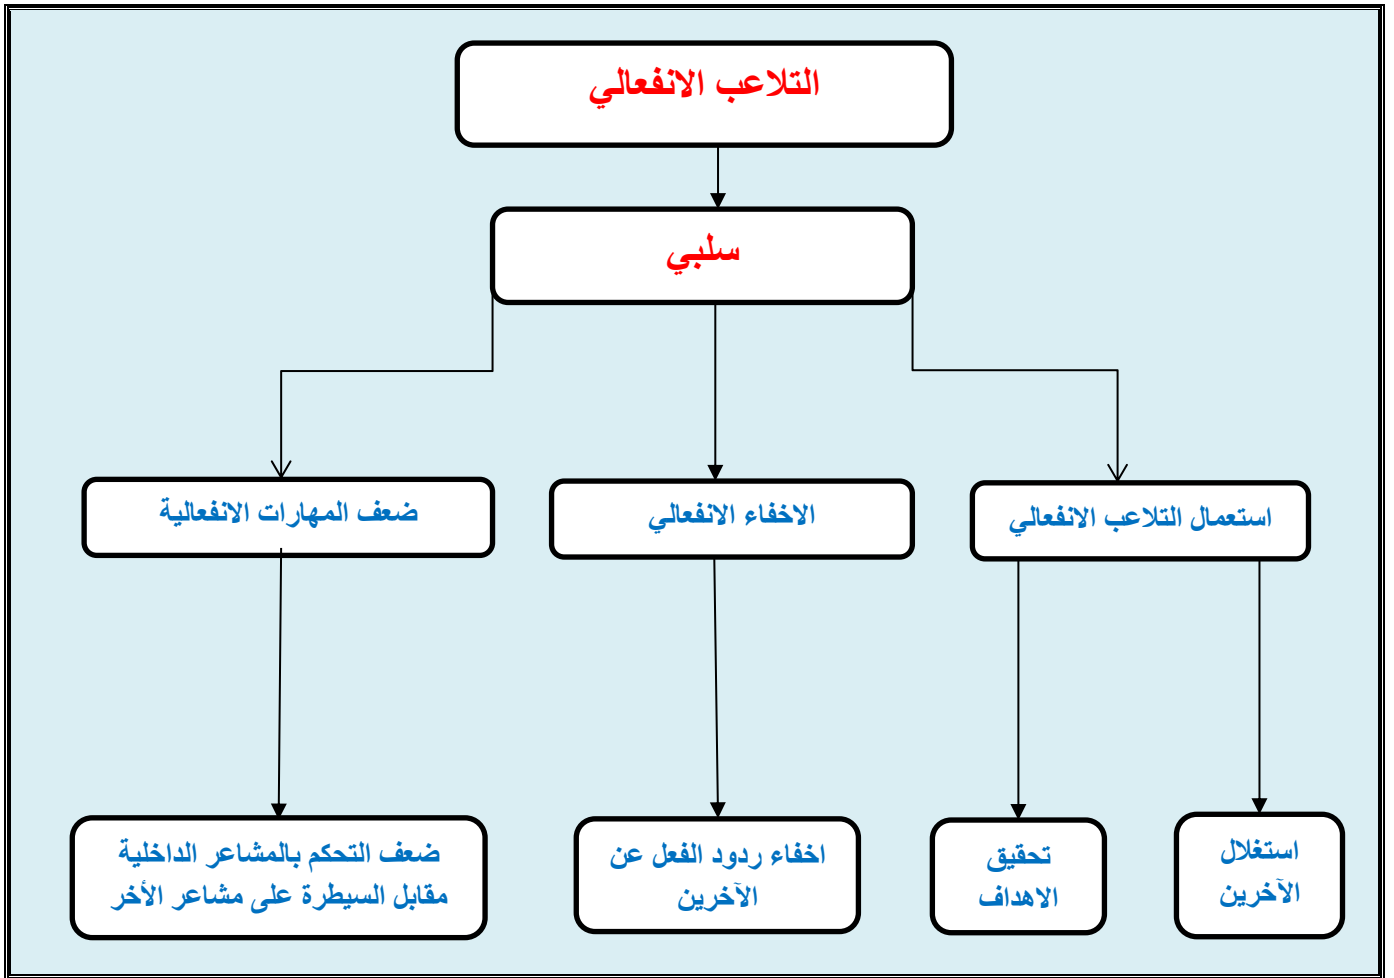 التلاعب الانفعالي
سلبي
استعمال التلاعب الانفعالي
الاخفاء الانفعالي
ضعف المهارات الانفعالية
استغلال
الآخرين
تحقيق
الاهداف
اخفاء ردود الفعل عن
الآخرين
ضعف التحكم بالمشاعر الداخلية
مقابل السيطرة على مشاعر الأخر